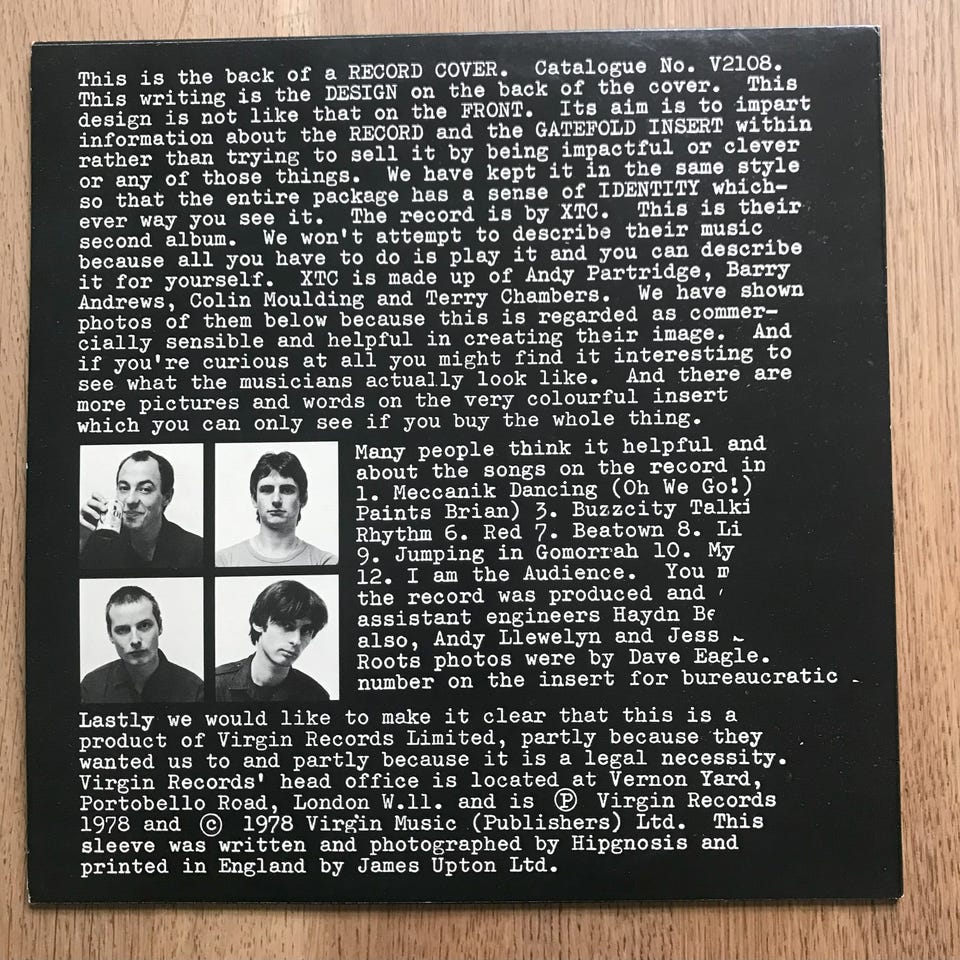 This is the back of a RECORD COVER. Catalogue No. V2108.
This writing is the DESIGN on the back of the cover. This
design is not like that on the FRONT. Its aim is to impart
information about the RECORD and the GATEFOLD INSERT within
rather than trying to sell it by being impactful or clever
or any of those things. We have kept it in the same style
so that the entire package has a sense of IDENTITY which-
ever way you see it. The record is by XTC. This is their
second album. We won't attempt to describe their music
because all you have to do is play it and you can describe
it for yourself. XTC is made up of Andy Partridge, Barry
Andrews, Colin Moulding and Terry Chambers. We have shown
photos of them below because this is regarded as commer-
cially sensible and helpful in creating their image. And
if you're curious at all you might find it interesting to
see what the musicians actually look like. And there are
more pictures and words on the very colourful insert
which you can only see if you buy the whole thing.
Many people think it helpful and
about the songs on the record in
1. Meccanik Dancing (Oh We Go!)
Paints Brian) 3. Buzzcity Talki
Rhythm 6. Red 7. Beatown 8. Li
9. Jumping in Gomorrah 10. My
12. I am the Audience. You
the record was produced and
assistant engineers Haydn
also, Andy Llewelyn and Jess
Roots photos were by Dave Eagle.
number on the insert for bureaucratic
Lastly we would like to make it clear that this is a
product of Virgin Records Limited, partly because they
wanted us to and partly because it is a legal necessity.
Virgin Records' head office is located at Vernon Yard,
Portobello Road, London W.11. and is Ⓟ Virgin Records
1978 and © 1978 Virgin Music (Publishers) Ltd. This
sleeve was written and photographed by Hipgnosis and
printed in England by James Upton Ltd.